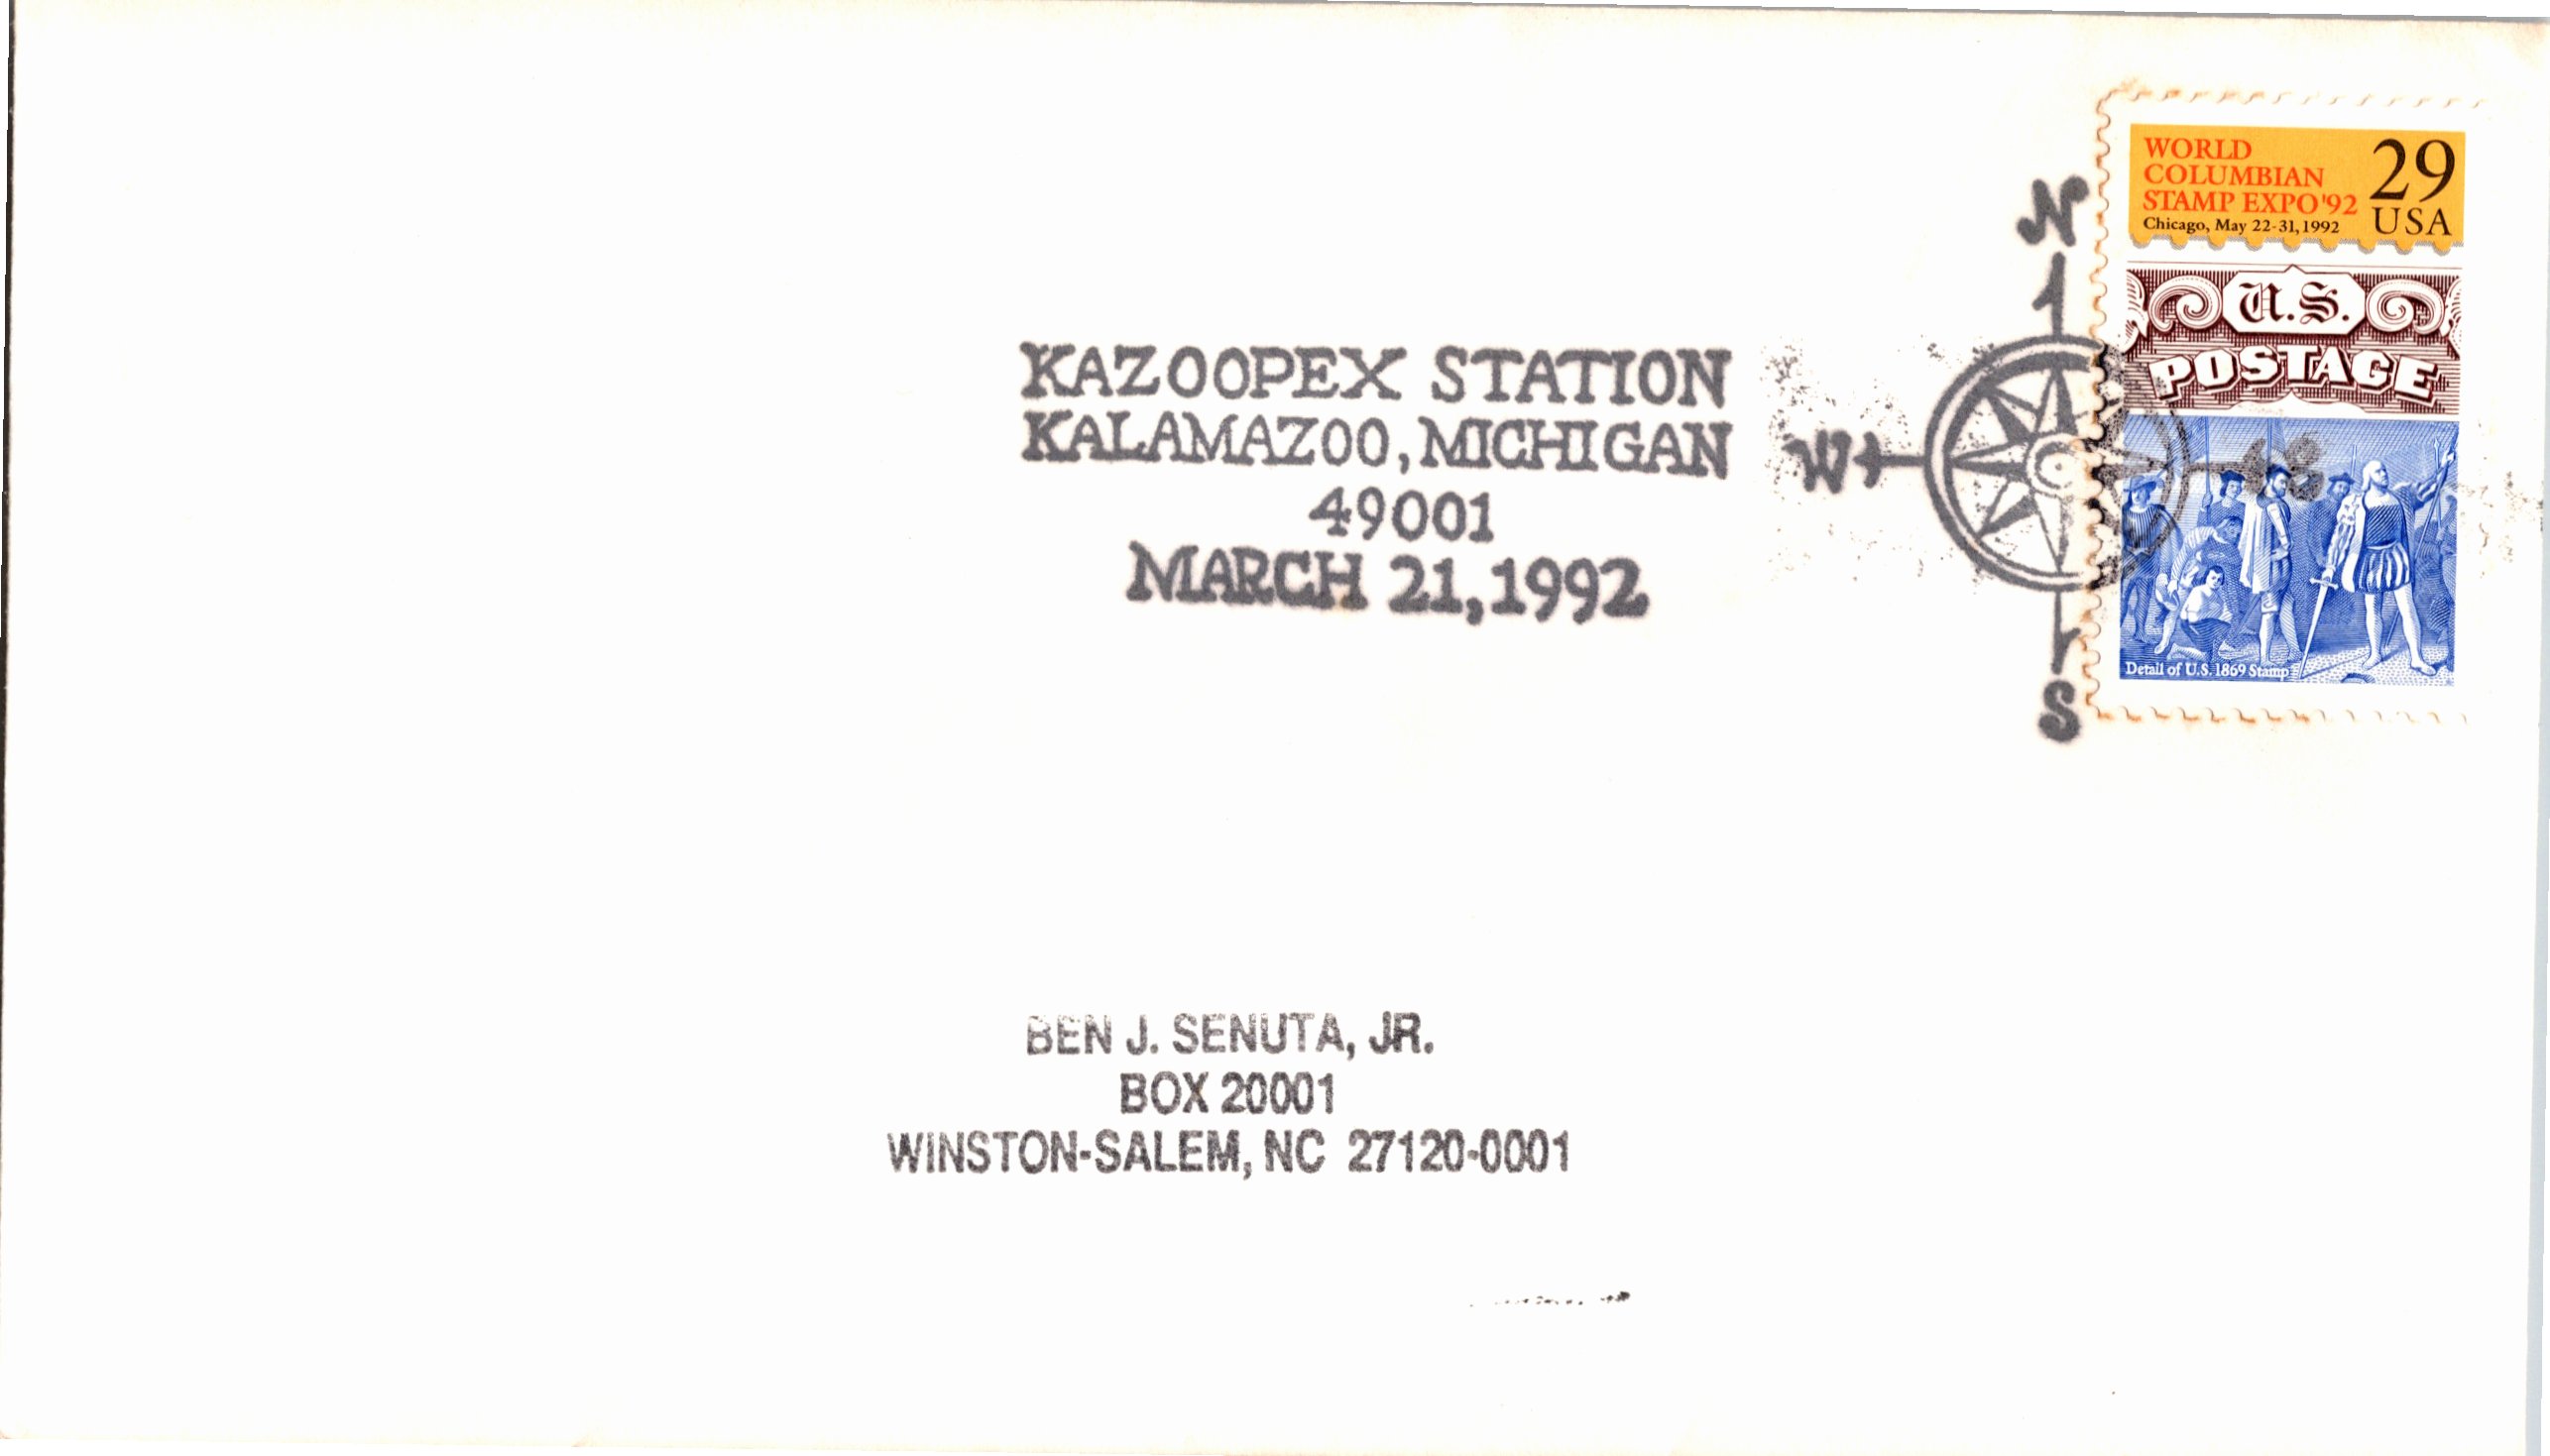 WORLD
COLUMBIAN
STAMP EXPO '92
Chicago, May 22-31, 1992
29
USA
U.S.
POSTAGE
Detail of U.S. 1869 Stamp
N
W
E
S
KAZOOPEX STATION
KALAMAZOO, MICHIGAN
49001
MARCH 21, 1992
BEN J. SENUTA, JR.
BOX 20001
WINSTON-SALEM, NC 27120-0001